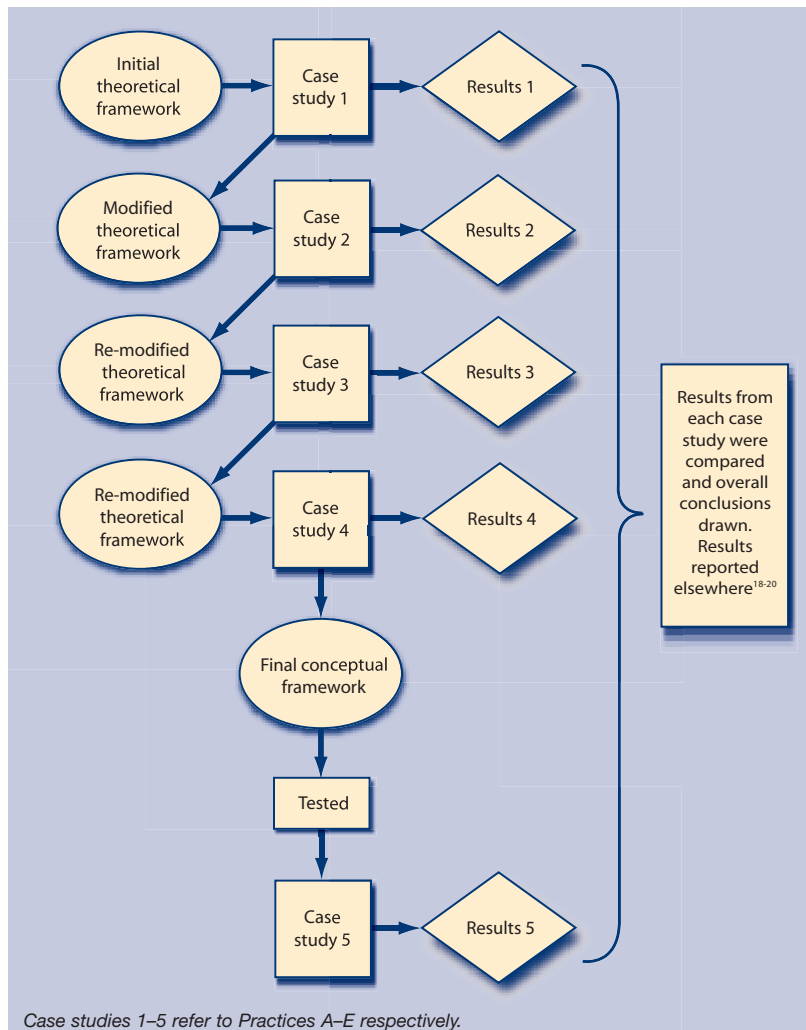 Initial
theoretical
framework
Case
study 1
Results 1
Modified
theoretical
framework
Case
study 2
Results 2
Re-modified
theoretical
framework
Case
study 3
Results 3
Re-modified
theoretical
framework
Case
study 4
Results 4
Final conceptual
framework
Tested
Case
study 5
Results 5
Results from
each case
study were
compared
and overall
conclusions
drawn.
Results
reported
elsewhere18-20
Case studies 1–5 refer to Practices A–E respectively.